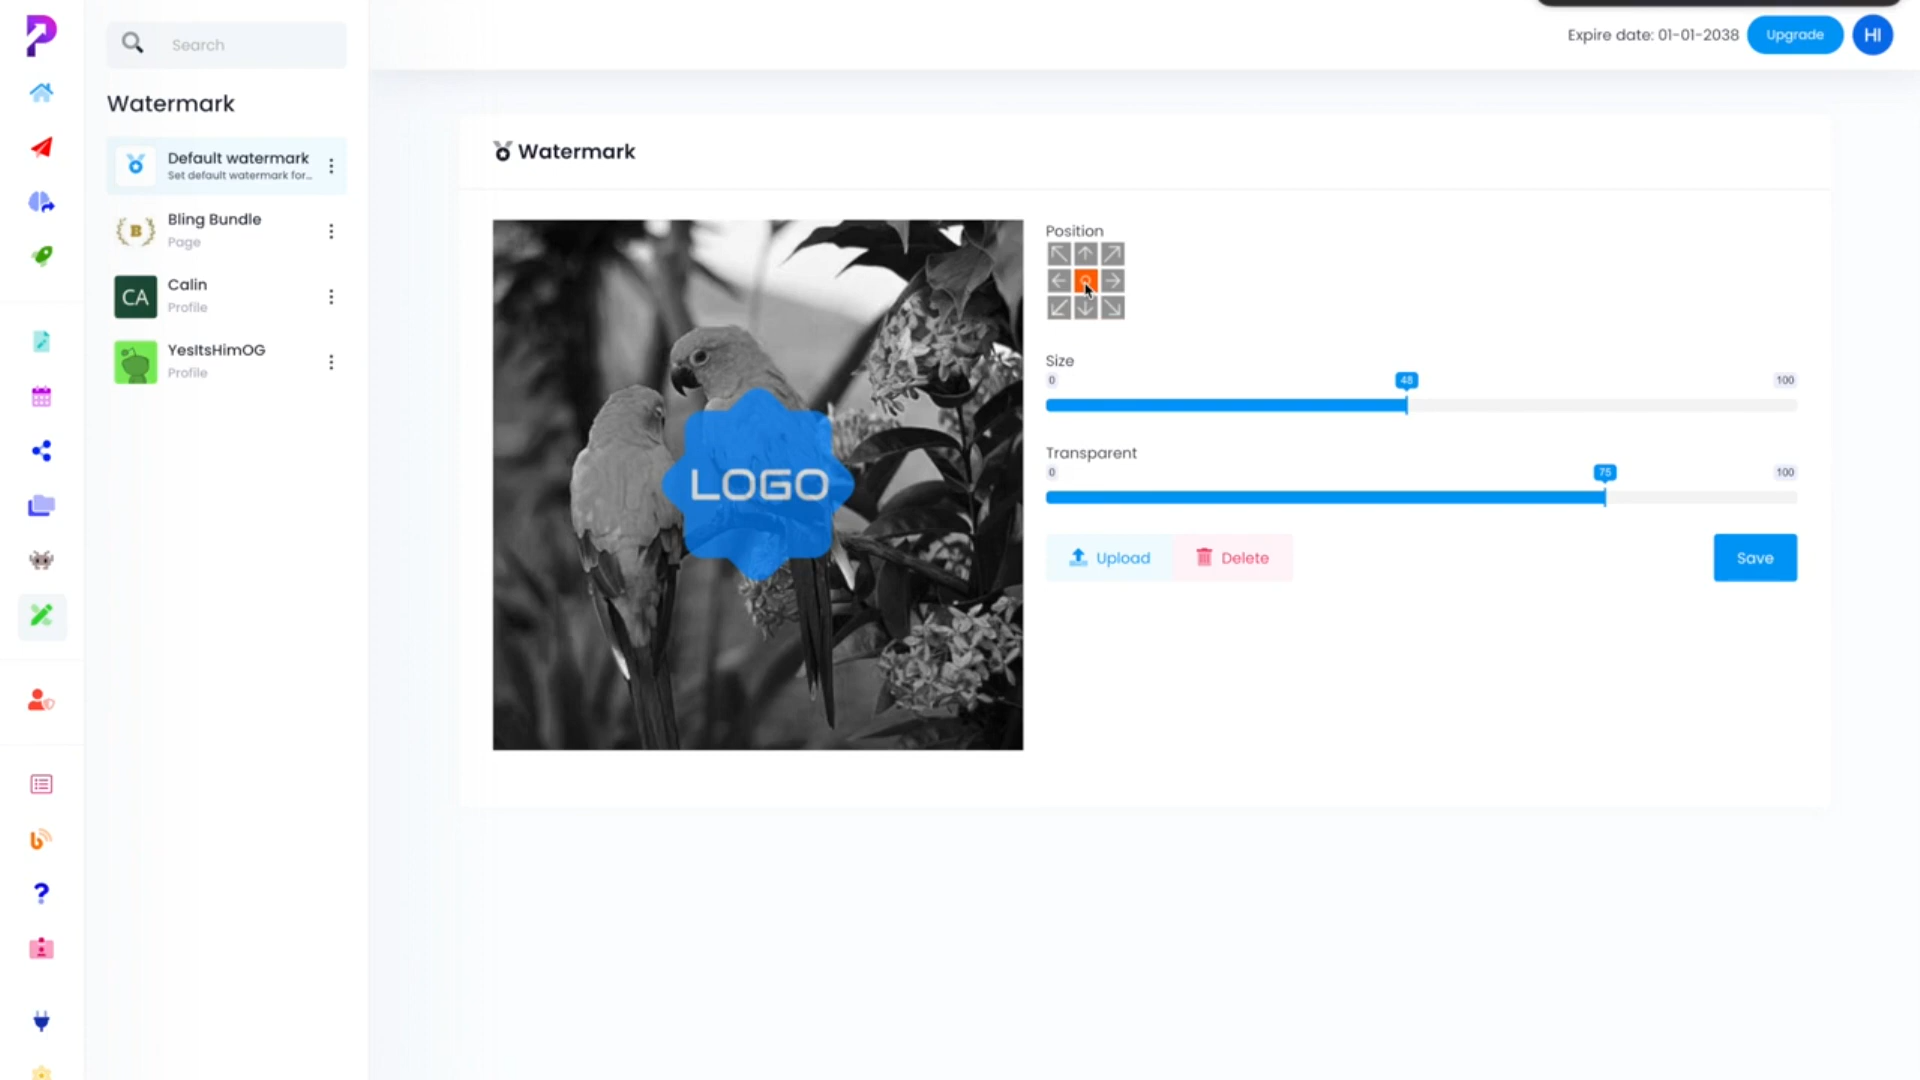 Search
Expire date: 01-01-2038
Upgrade
HI
Watermark
Default watermark
Set default watermark for...
Bling Bundle
Page
B
CA
Calin
Profile
YesItsHimOG
Profile
Watermark
LOGO
Position
Size
0
48
100
Transparent
0
75
100
Upload
Delete
Save